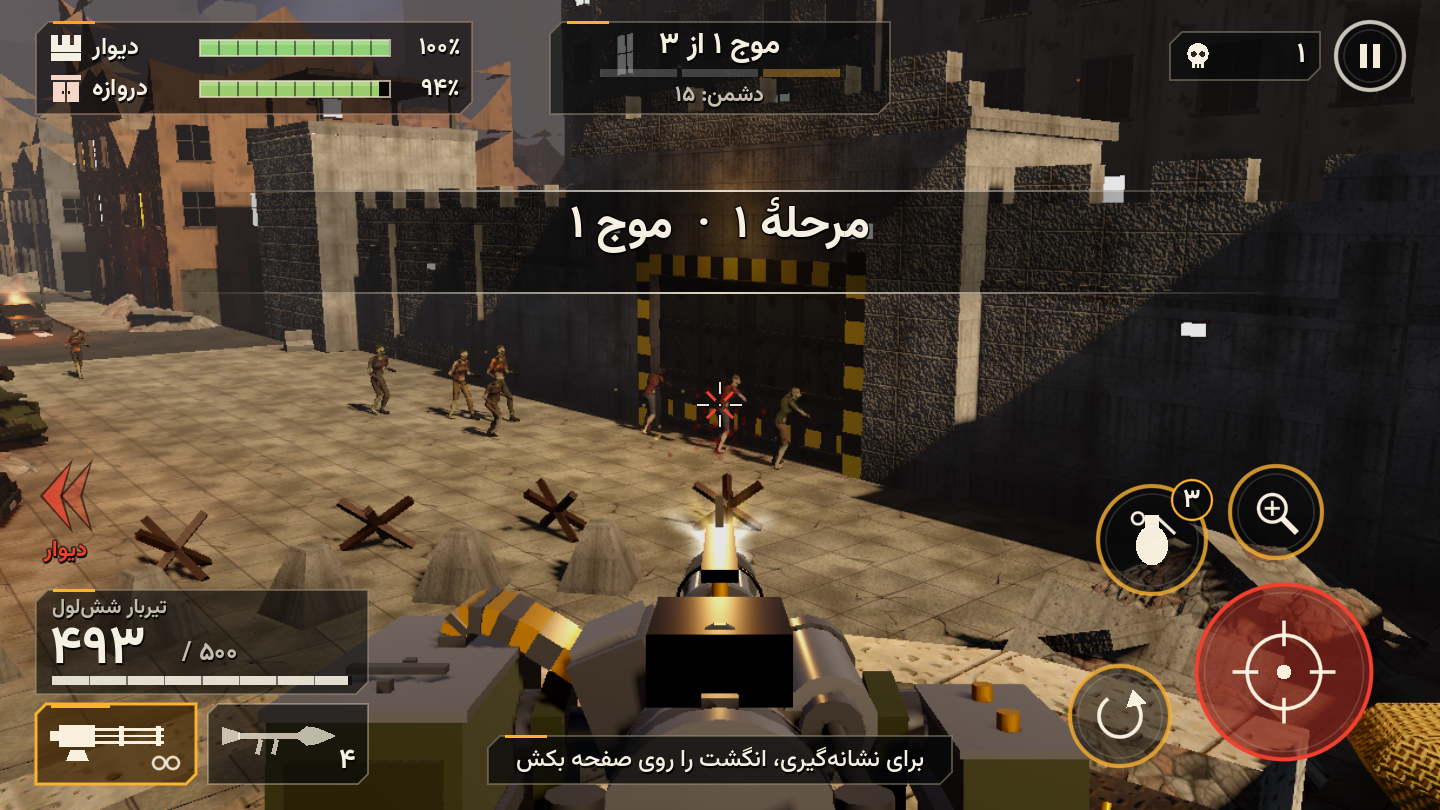 دیوار ۱۰۰٪
دروازه ۹۴٪
موج ۱ از ۳
دشمن: ۱۵
۱
مرحلهٔ ۱ · موج ۱
دیوار
۳
تیربار شش‌لول
۴۹۳ / ۵۰۰
∞
۴
برای نشانه‌گیری، انگشت را روی صفحه بکش